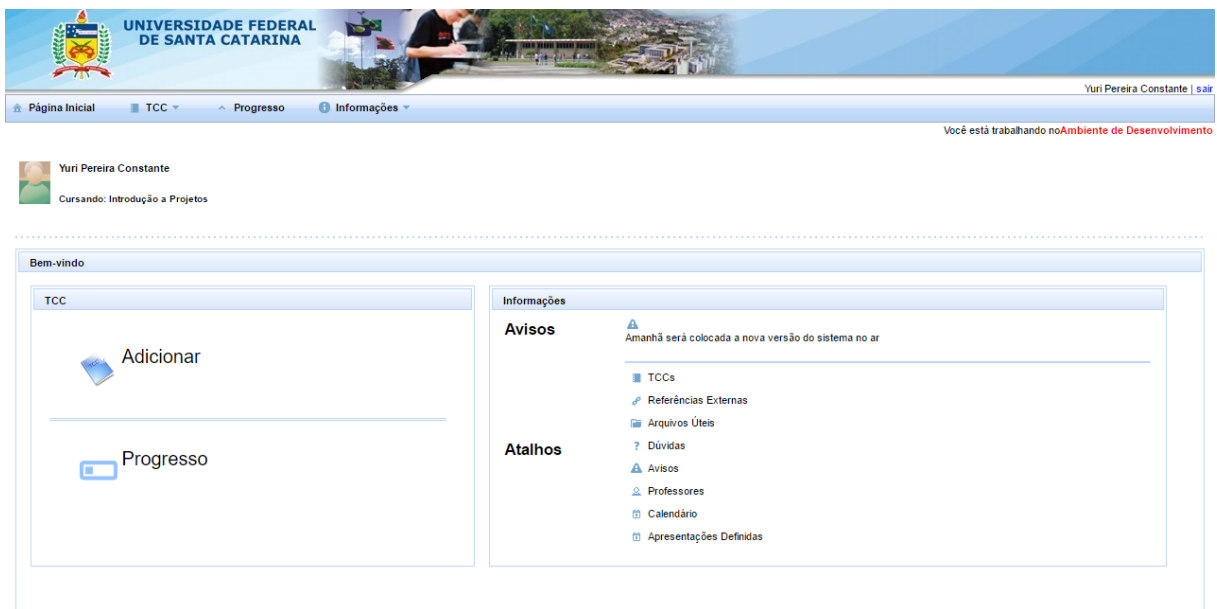 UNIVERSIDADE FEDERAL
DE SANTA CATARINA
Yuri Pereira Constante | sair
Página Inicial TCC Progresso Informações
Você está trabalhando noAmbiente de Desenvolvimento
Yuri Pereira Constante
Cursando: Introdução a Projetos
Bem-vindo
TCC
Adicionar
Progresso
Informações
Avisos
Amanhã será colocada a nova versão do sistema no ar
Atalhos
TCCs
Referências Externas
Arquivos Úteis
Dúvidas
Avisos
Professores
Calendário
Apresentações Definidas